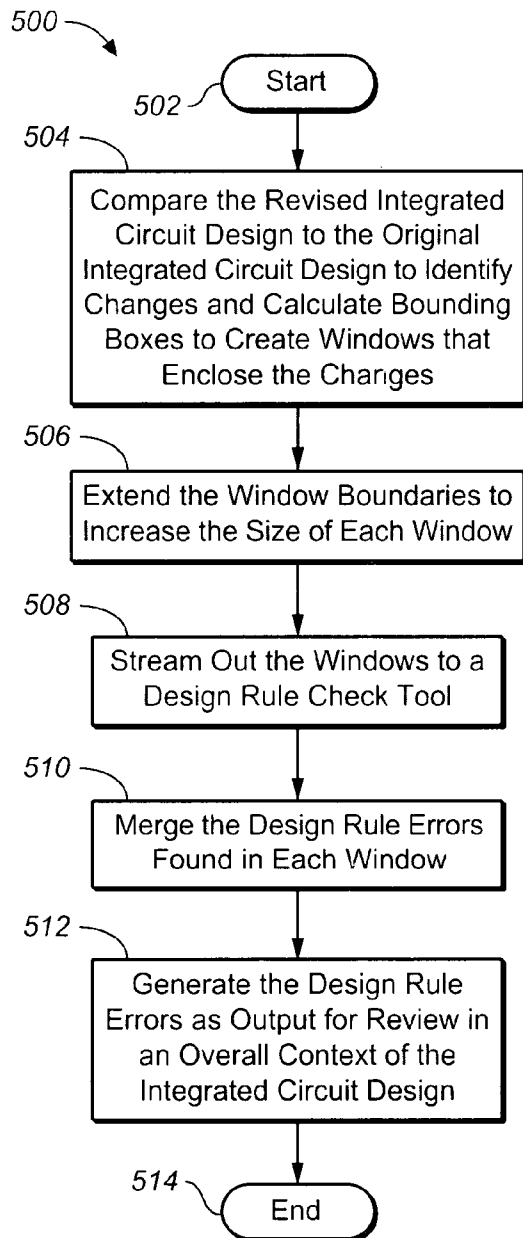 500
502
Start
504
Compare the Revised Integrated
Circuit Design to the Original
Integrated Circuit Design to Identify
Changes and Calculate Bounding
Boxes to Create Windows that
Enclose the Changes
506
Extend the Window Boundaries to
Increase the Size of Each Window
508
Stream Out the Windows to a
Design Rule Check Tool
510
Merge the Design Rule Errors
Found in Each Window
512
Generate the Design Rule
Errors as Output for Review in
an Overall Context of the
Integrated Circuit Design
514
End